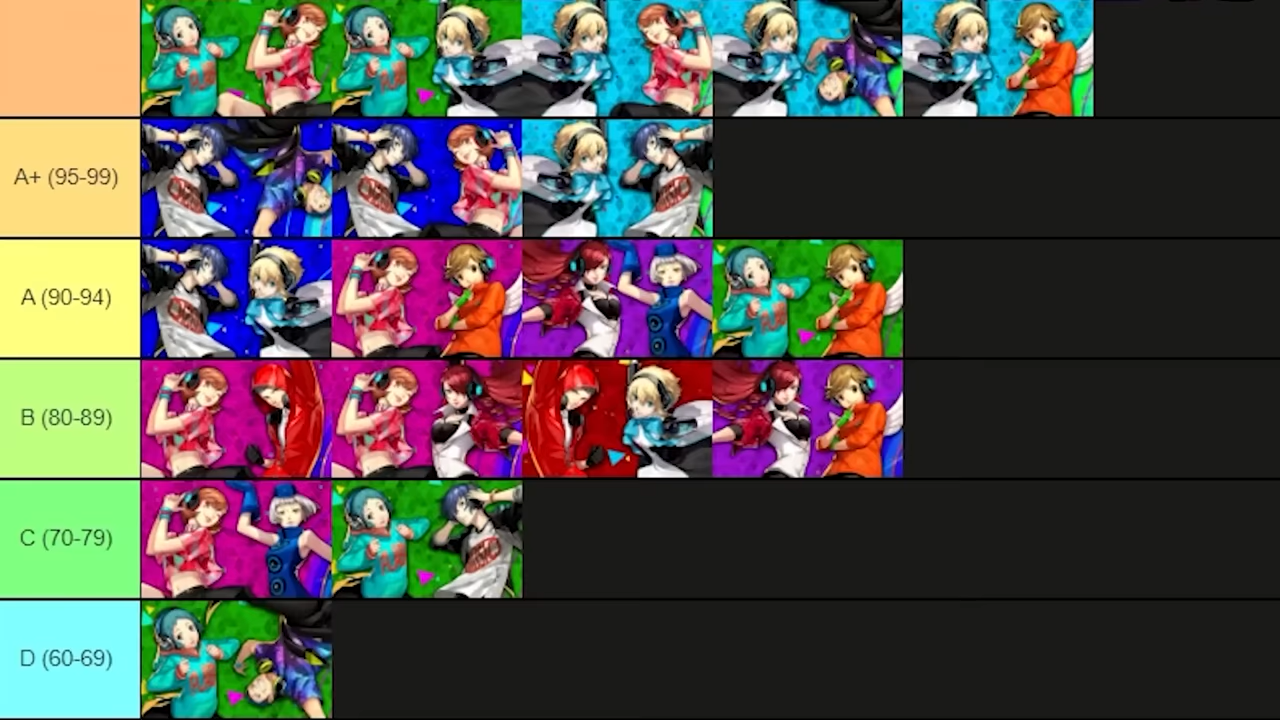 A+ (95-99)
A (90-94)
B (80-89)
C (70-79)
D (60-69)